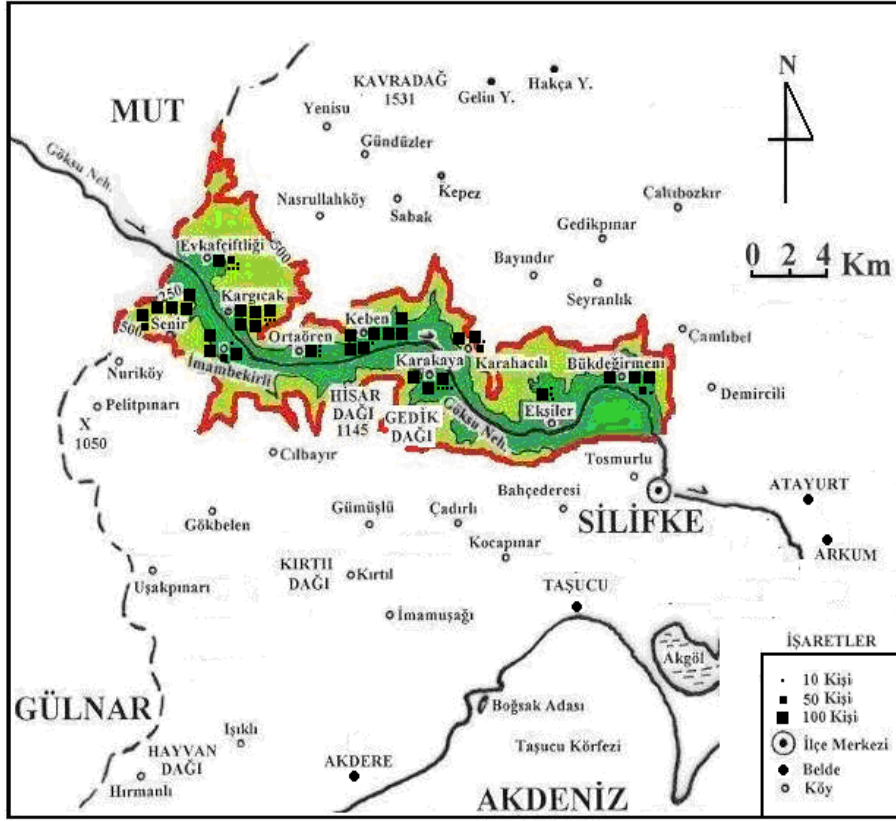 KAVRADAĞ
1531
Hakça Y.
Gelin Y.
N
MUT
Yenisu
Gündüzler
Göksu Neh.
Kepez
Nasrullahköy
Sabak
Çaltıbozkır
Gedikpınar
Evkafçiftliği
500
Bayındır
0 2 4 Km
Seyranlık
250
Kargıcak
Keben
500
Senir
Ortaören
Karahacılı
Çamlıbel
Karakaya
Bükdeğirmeni
İmambekirli
Nuriköy
Demircili
Pelitpınarı
HİSAR
DAĞI
1145
GEDİK
DAĞI
Göksu Neh.
Ekşiler
X
1050
Cılbayır
Tosmurlu
Bahçederesi
ATAYURT
Gökbelen
Gümüşlü
Çadırlı
SİLİFKE
Kocapınar
ARKUM
KIRTIL
DAĞI
Kırtıl
Uşakpınarı
TAŞUCU
İmamuşağı
İŞARETLER
Akgöl
10 Kişi
50 Kişi
100 Kişi
İlçe Merkezi
Belde
Köy
GÜLNAR
Boğsak Adası
Işıklı
Taşucu Körfezi
HAYVAN
DAĞI
AKDERE
Hırmanlı
AKDENİZ